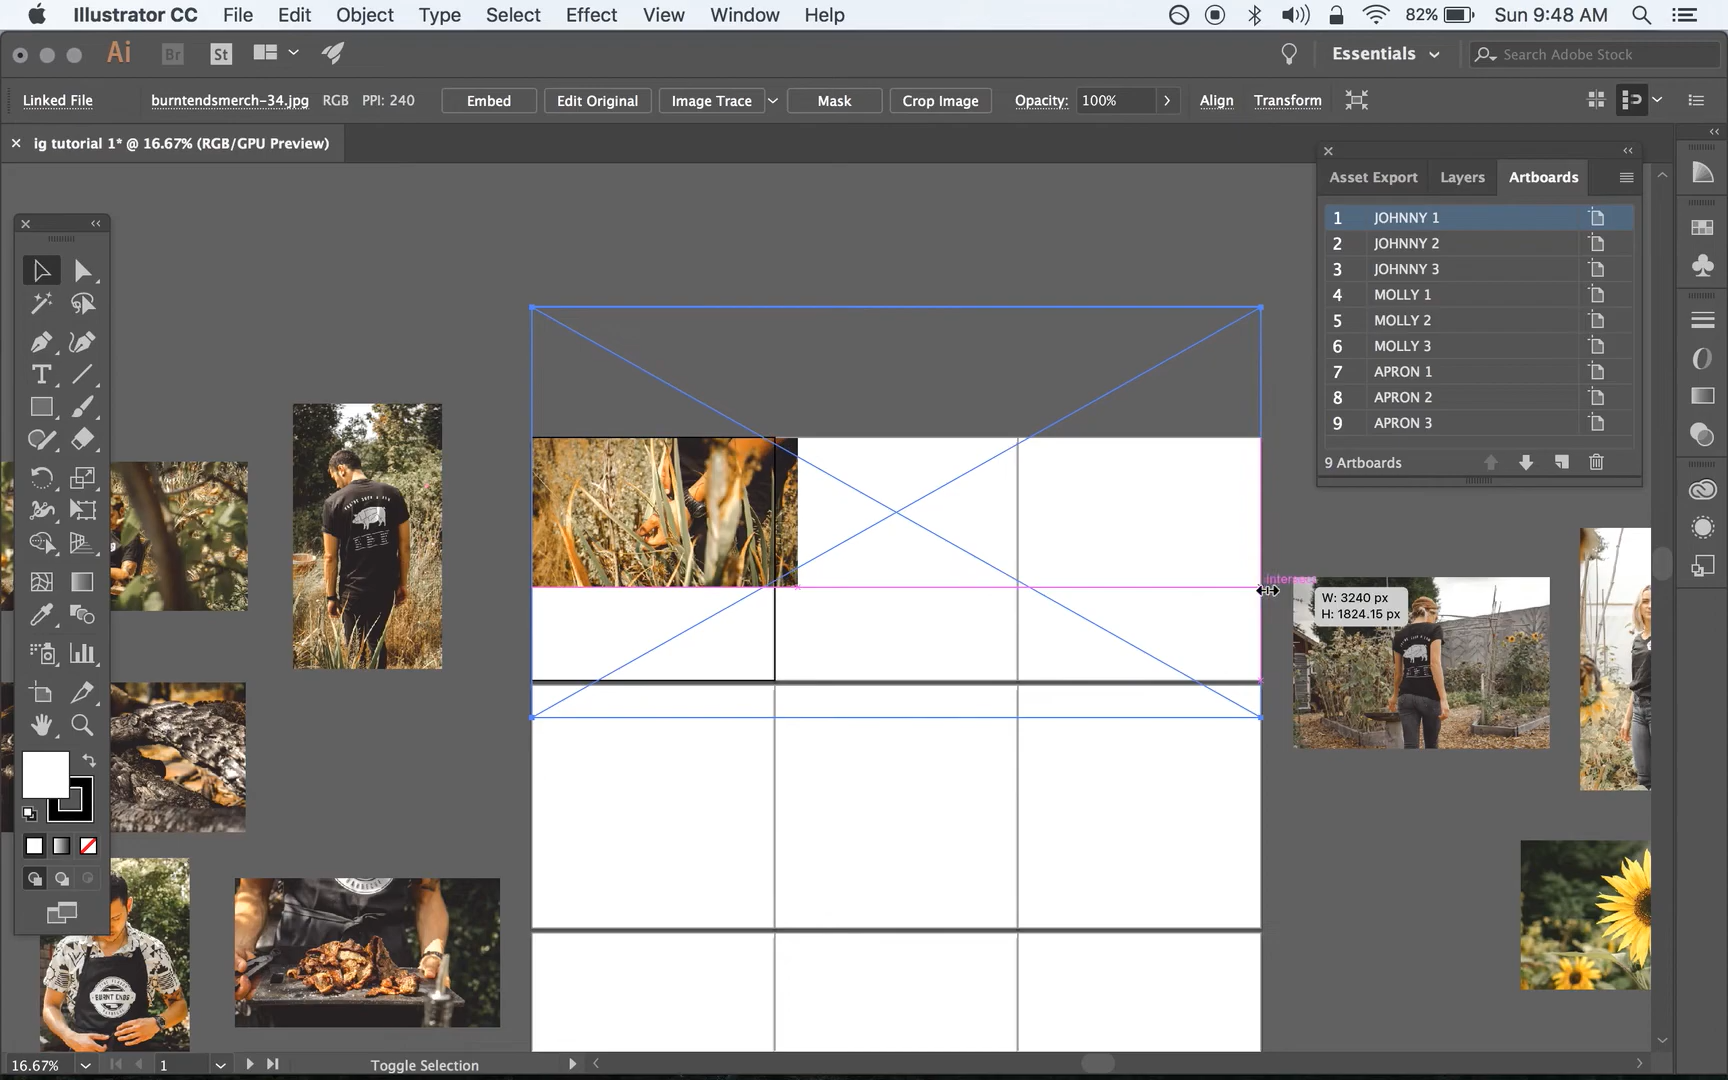 Illustrator CC File Edit Object Type Select Effect View Window Help 82% Sun 9:48 AM
Ai Br St Essentials Search Adobe Stock
Linked File burntendsmerch-34.jpg RGB PPI: 240 Embed Edit Original Image Trace Mask Crop Image Opacity: 100% Align Transform
× ig tutorial 1* @ 16.67% (RGB/GPU Preview)
Asset Export Layers Artboards
1 JOHNNY 1
2 JOHNNY 2
3 JOHNNY 3
4 MOLLY 1
5 MOLLY 2
6 MOLLY 3
7 APRON 1
8 APRON 2
9 APRON 3
9 Artboards
W: 3240 px
H: 1824.15 px
BURNT ENDS
16.67% 1 Toggle Selection